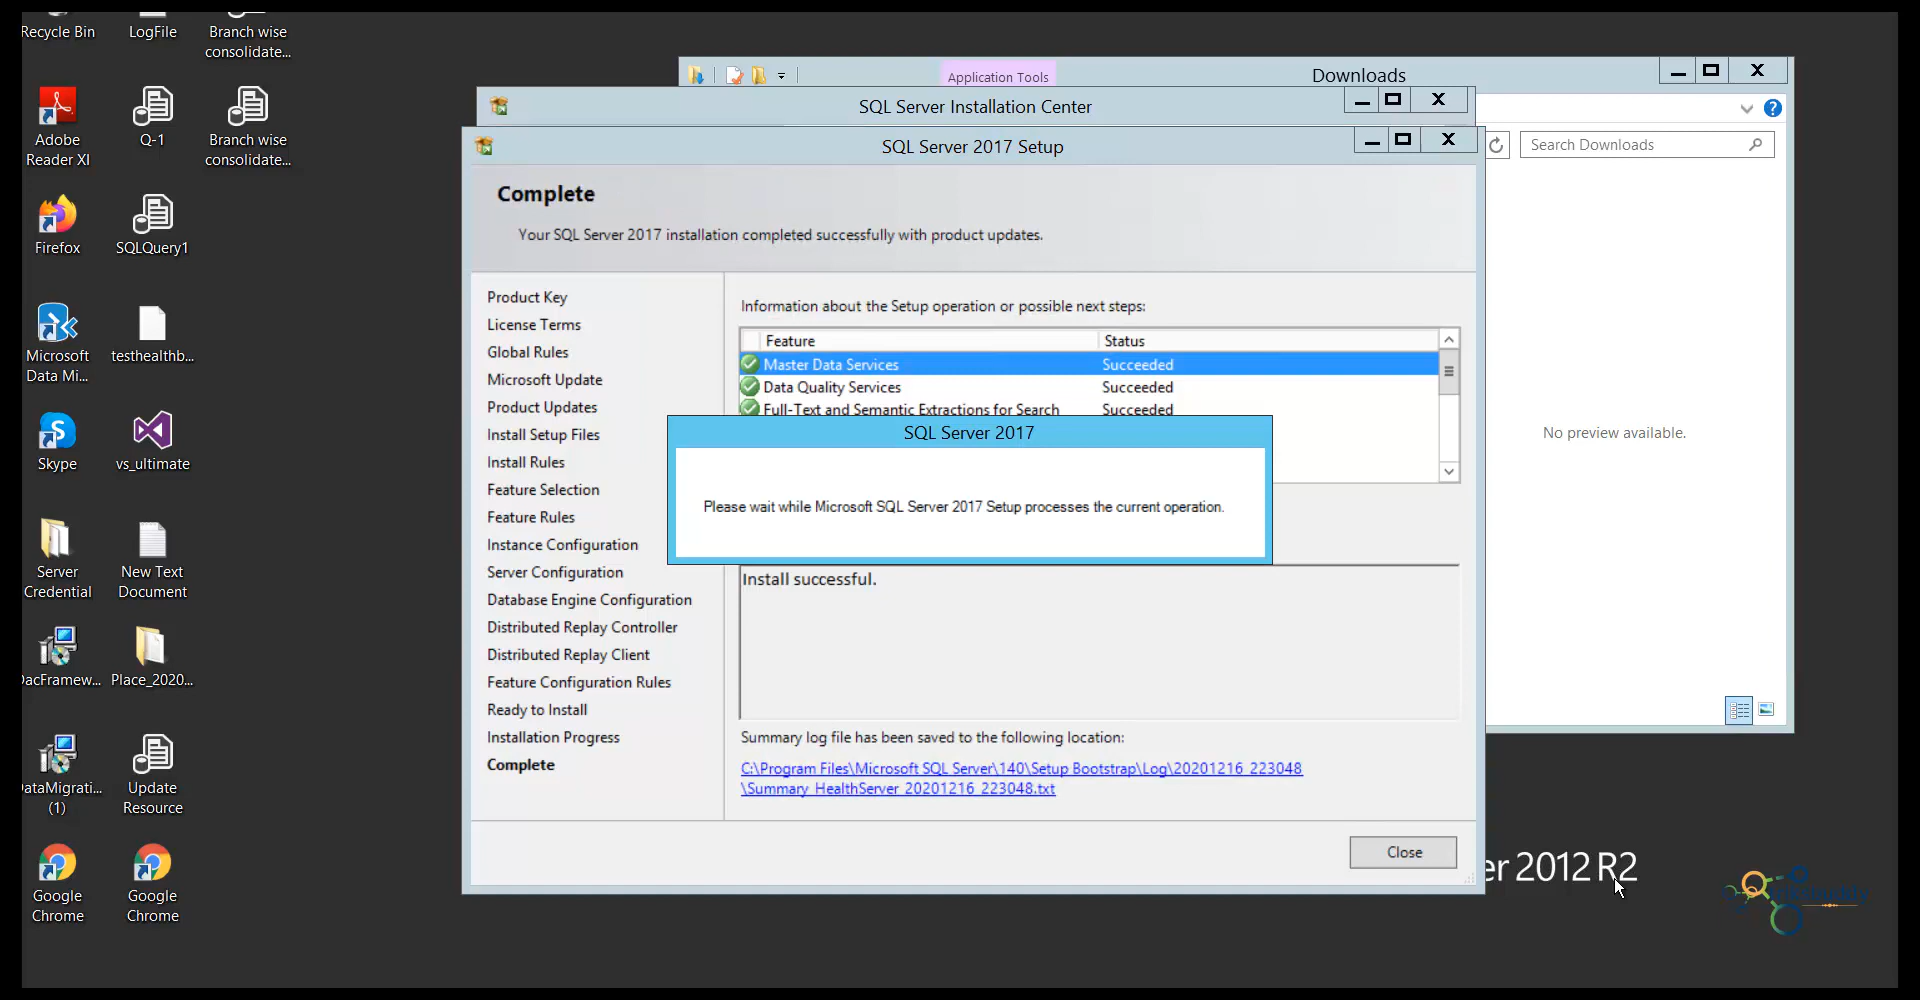 Recycle Bin
LogFile
Branch wise
consolidate...
Adobe
Reader XI
Q-1
Branch wise
consolidate...
Firefox
SQLQuery1
Microsoft
Data Mi...
testhealthb...
Skype
vs_ultimate
Server
Credential
New Text
Document
DacFramew...
Place_2020...
DataMigrati...
(1)
Update
Resource
Google
Chrome
Google
Chrome
Application Tools
Downloads
Search Downloads
No preview available.
SQL Server Installation Center
SQL Server 2017 Setup
Complete
Your SQL Server 2017 installation completed successfully with product updates.
Product Key
License Terms
Global Rules
Microsoft Update
Product Updates
Install Setup Files
Install Rules
Feature Selection
Feature Rules
Instance Configuration
Server Configuration
Database Engine Configuration
Distributed Replay Controller
Distributed Replay Client
Feature Configuration Rules
Ready to Install
Installation Progress
Complete
Information about the Setup operation or possible next steps:
Feature Status
Master Data Services Succeeded
Data Quality Services Succeeded
Full-Text and Semantic Extractions for Search Succeeded
SQL Server 2017
Please wait while Microsoft SQL Server 2017 Setup processes the current operation.
Install successful.
Summary log file has been saved to the following location:
C:\Program Files\Microsoft SQL Server\140\Setup Bootstrap\Log\20201216_223048
\Summary_HealthServer_20201216_223048.txt
Close
er 2012 R2